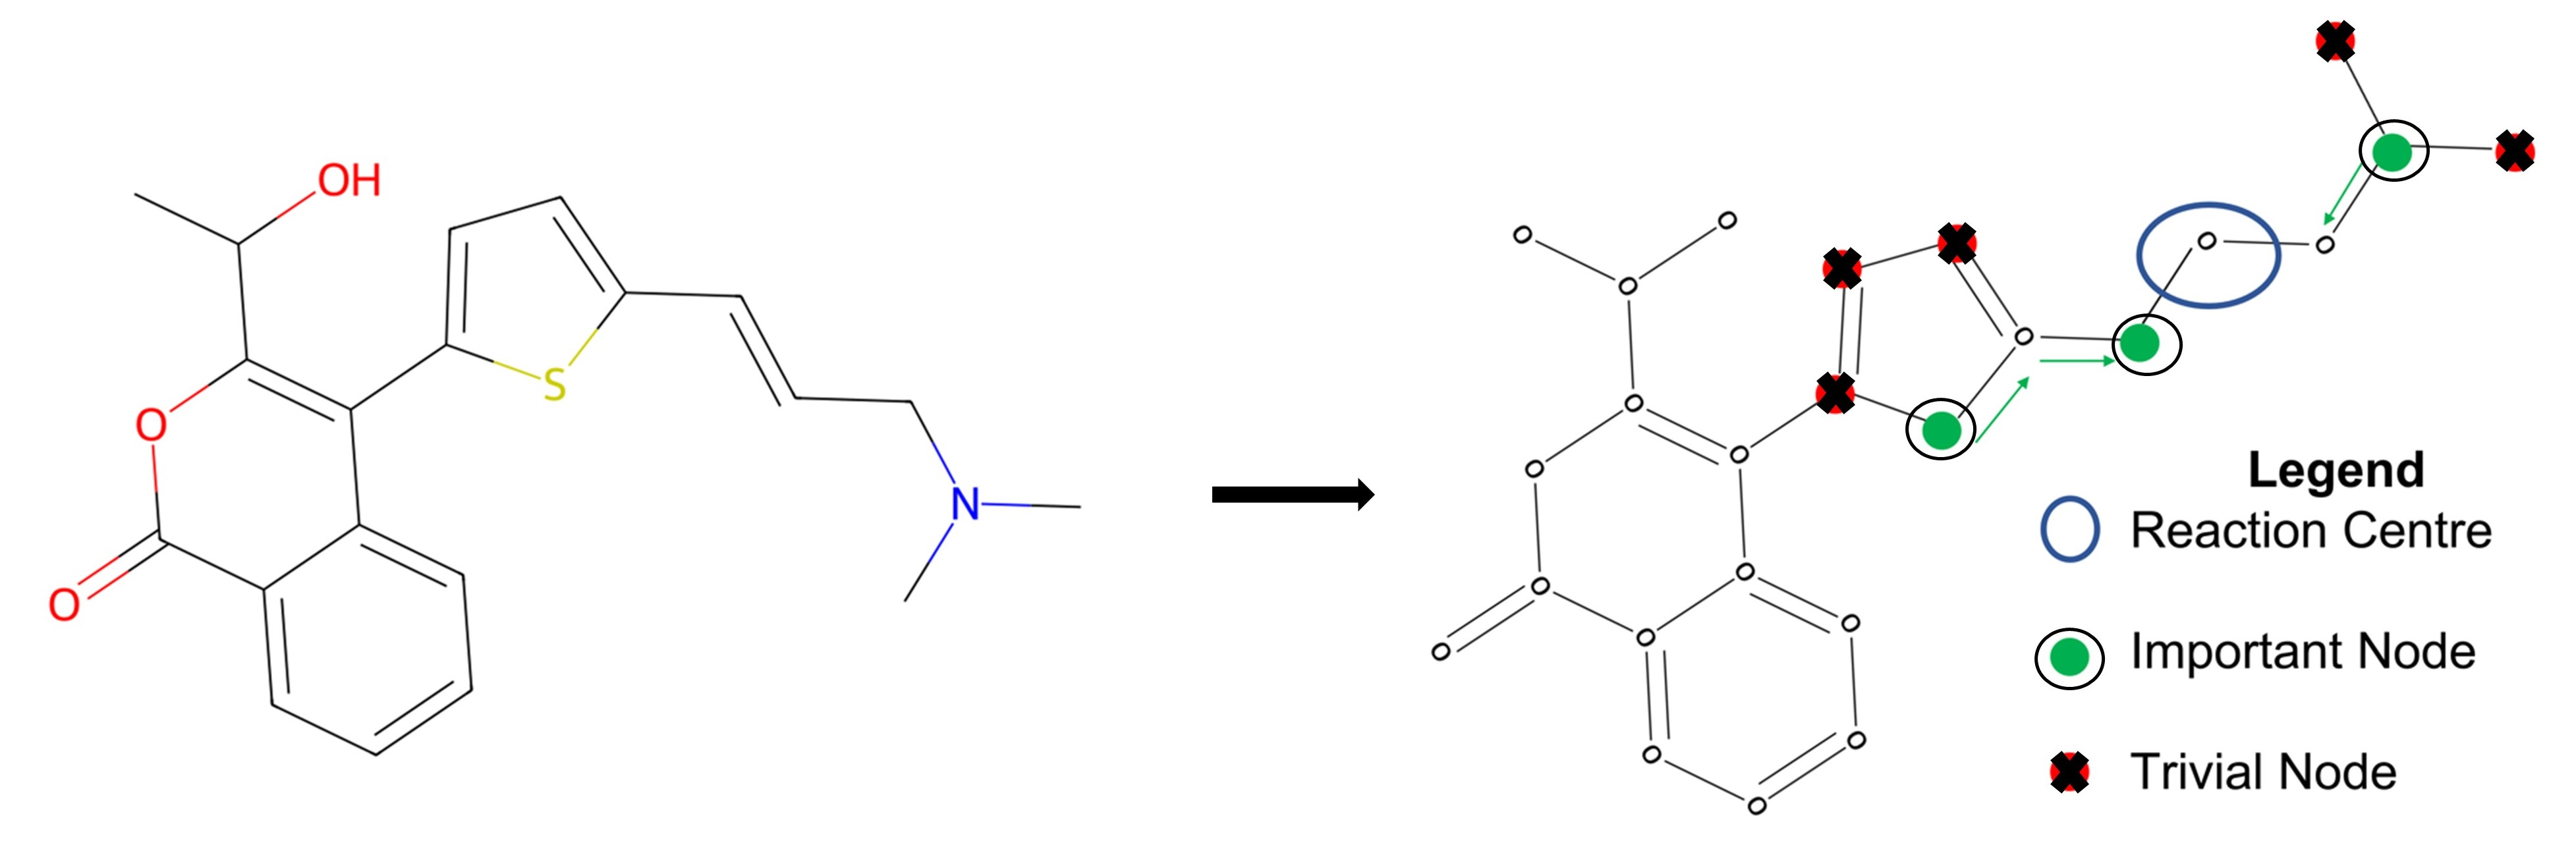 OH
O
S
N
O
Legend
Reaction Centre
Important Node
Trivial Node